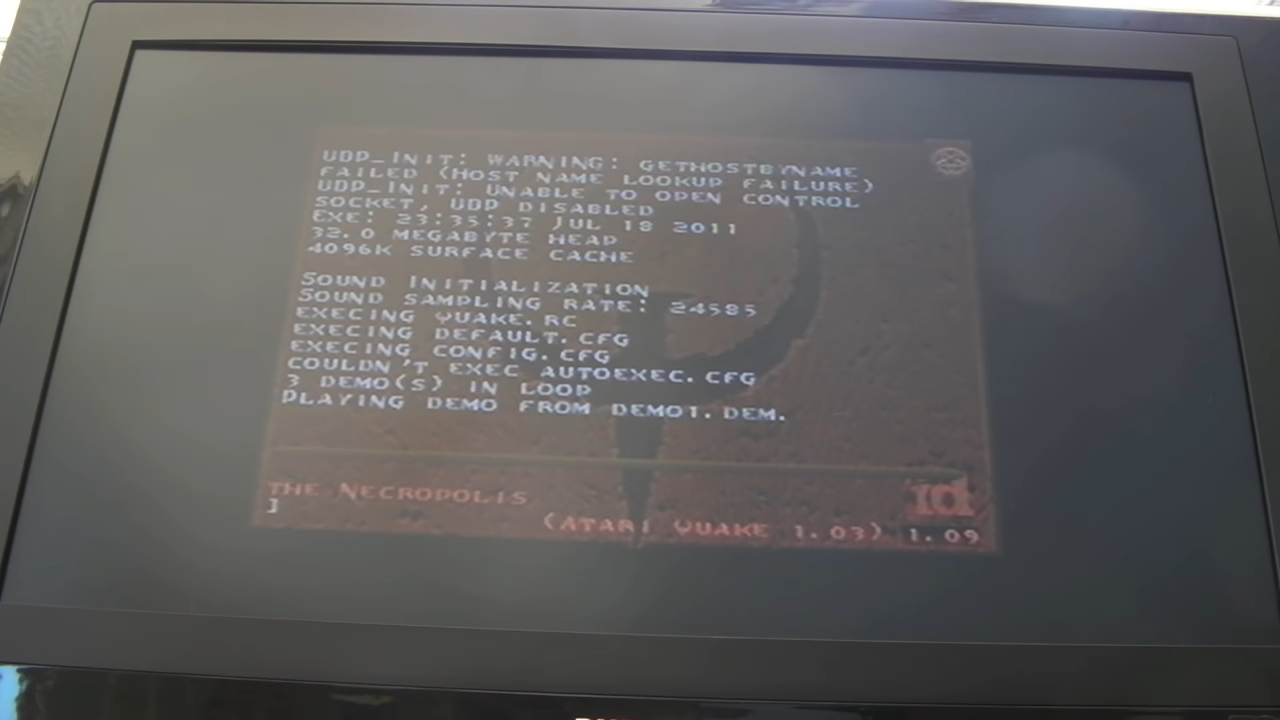 UDP_INIT: WARNING: GETHOSTBYNAME
FAILED (HOST NAME LOOKUP FAILURE)
UDP_INIT: UNABLE TO OPEN CONTROL
SOCKET, UDP DISABLED
EXE: 23:35:37 JUL 18 2011
32.0 MEGABYTE HEAP
4096K SURFACE CACHE
SOUND INITIALIZATION
SOUND SAMPLING RATE: 24585
EXECING QUAKE.RC
EXECING DEFAULT.CFG
EXECING CONFIG.CFG
COULDN'T EXEC AUTOEXEC.CFG
3 DEMO(S) IN LOOP
PLAYING DEMO FROM DEMO1.DEM.
THE NECROPOLIS
]
id
(ATARI QUAKE 1.03) 1.09